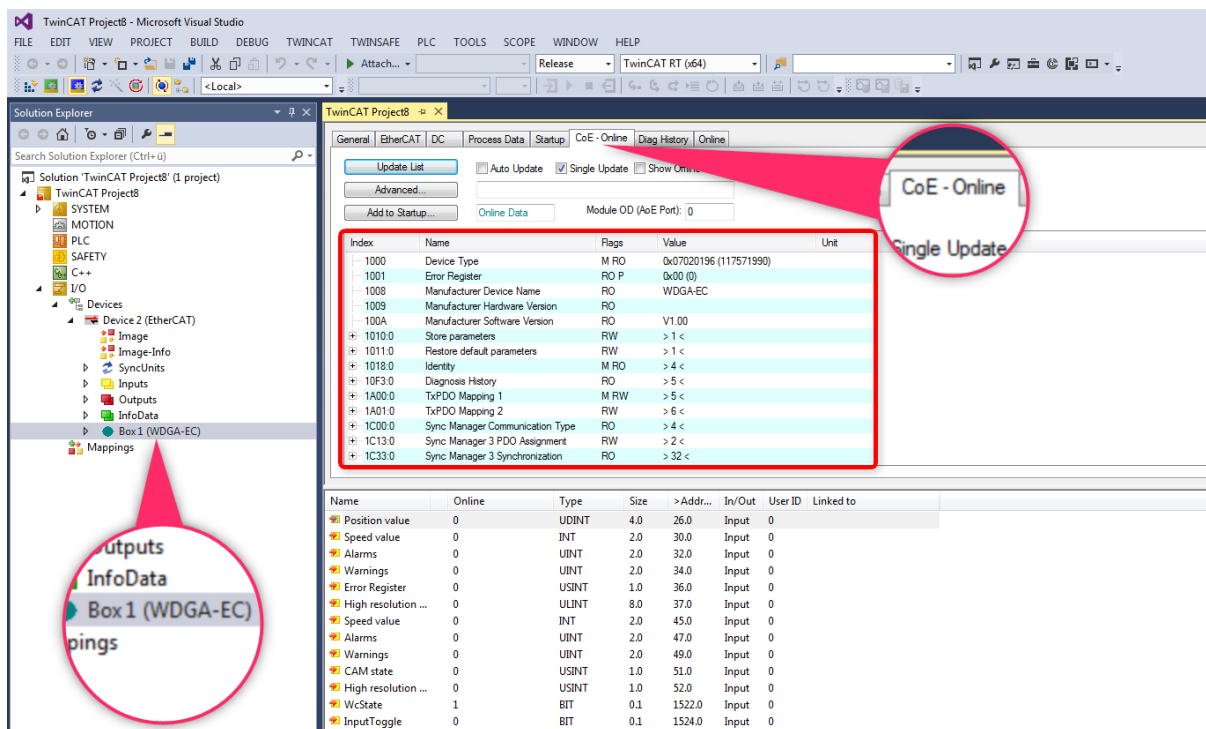 TwinCAT Project8 - Microsoft Visual Studio
FILE EDIT VIEW PROJECT BUILD DEBUG TWINCAT TWINSAFE PLC TOOLS SCOPE WINDOW HELP
Attach... Release TwinCAT RT (x64)
<Local>
Solution Explorer
Search Solution Explorer (Ctrl+ü)
Solution 'TwinCAT Project8' (1 project)
TwinCAT Project8
SYSTEM
MOTION
PLC
SAFETY
C++
I/O
Devices
Device 2 (EtherCAT)
Image
Image-Info
SyncUnits
Inputs
Outputs
InfoData
Box 1 (WDGA-EC)
Mappings
utputs
InfoData
Box 1 (WDGA-EC)
pings
TwinCAT Project8
General EtherCAT DC Process Data Startup CoE - Online Diag History Online
Update List Auto Update Single Update Show
Advanced...
Add to Startup... Online Data Module OD (AoE Port): 0
CoE - Online
Single Update
Index Name Flags Value Unit
1000 Device Type M RO 0x07020196 (117571990)
1001 Error Register RO P 0x00 (0)
1008 Manufacturer Device Name RO WDGA-EC
1009 Manufacturer Hardware Version RO
100A Manufacturer Software Version RO V1.00
1010:0 Store parameters RW > 1 <
1011:0 Restore default parameters RW > 1 <
1018:0 Identity M RO > 4 <
10F3:0 Diagnosis History RO > 5 <
1A00:0 TxPDO Mapping 1 M RW > 5 <
1A01:0 TxPDO Mapping 2 RW > 6 <
1C00:0 Sync Manager Communication Type RO > 4 <
1C13:0 Sync Manager 3 PDO Assignment RW > 2 <
1C33:0 Sync Manager 3 Synchronization RO > 32 <
Name Online Type Size >Addr... In/Out User ID Linked to
Position value 0 UDINT 4.0 26.0 Input 0
Speed value 0 INT 2.0 30.0 Input 0
Alarms 0 UINT 2.0 32.0 Input 0
Warnings 0 UINT 2.0 34.0 Input 0
Error Register 0 USINT 1.0 36.0 Input 0
High resolution ... 0 ULINT 8.0 37.0 Input 0
Speed value 0 INT 2.0 45.0 Input 0
Alarms 0 UINT 2.0 47.0 Input 0
Warnings 0 UINT 2.0 49.0 Input 0
CAM state 0 USINT 1.0 51.0 Input 0
High resolution ... 0 USINT 1.0 52.0 Input 0
WcState 1 BIT 0.1 1522.0 Input 0
InputToggle 0 BIT 0.1 1524.0 Input 0